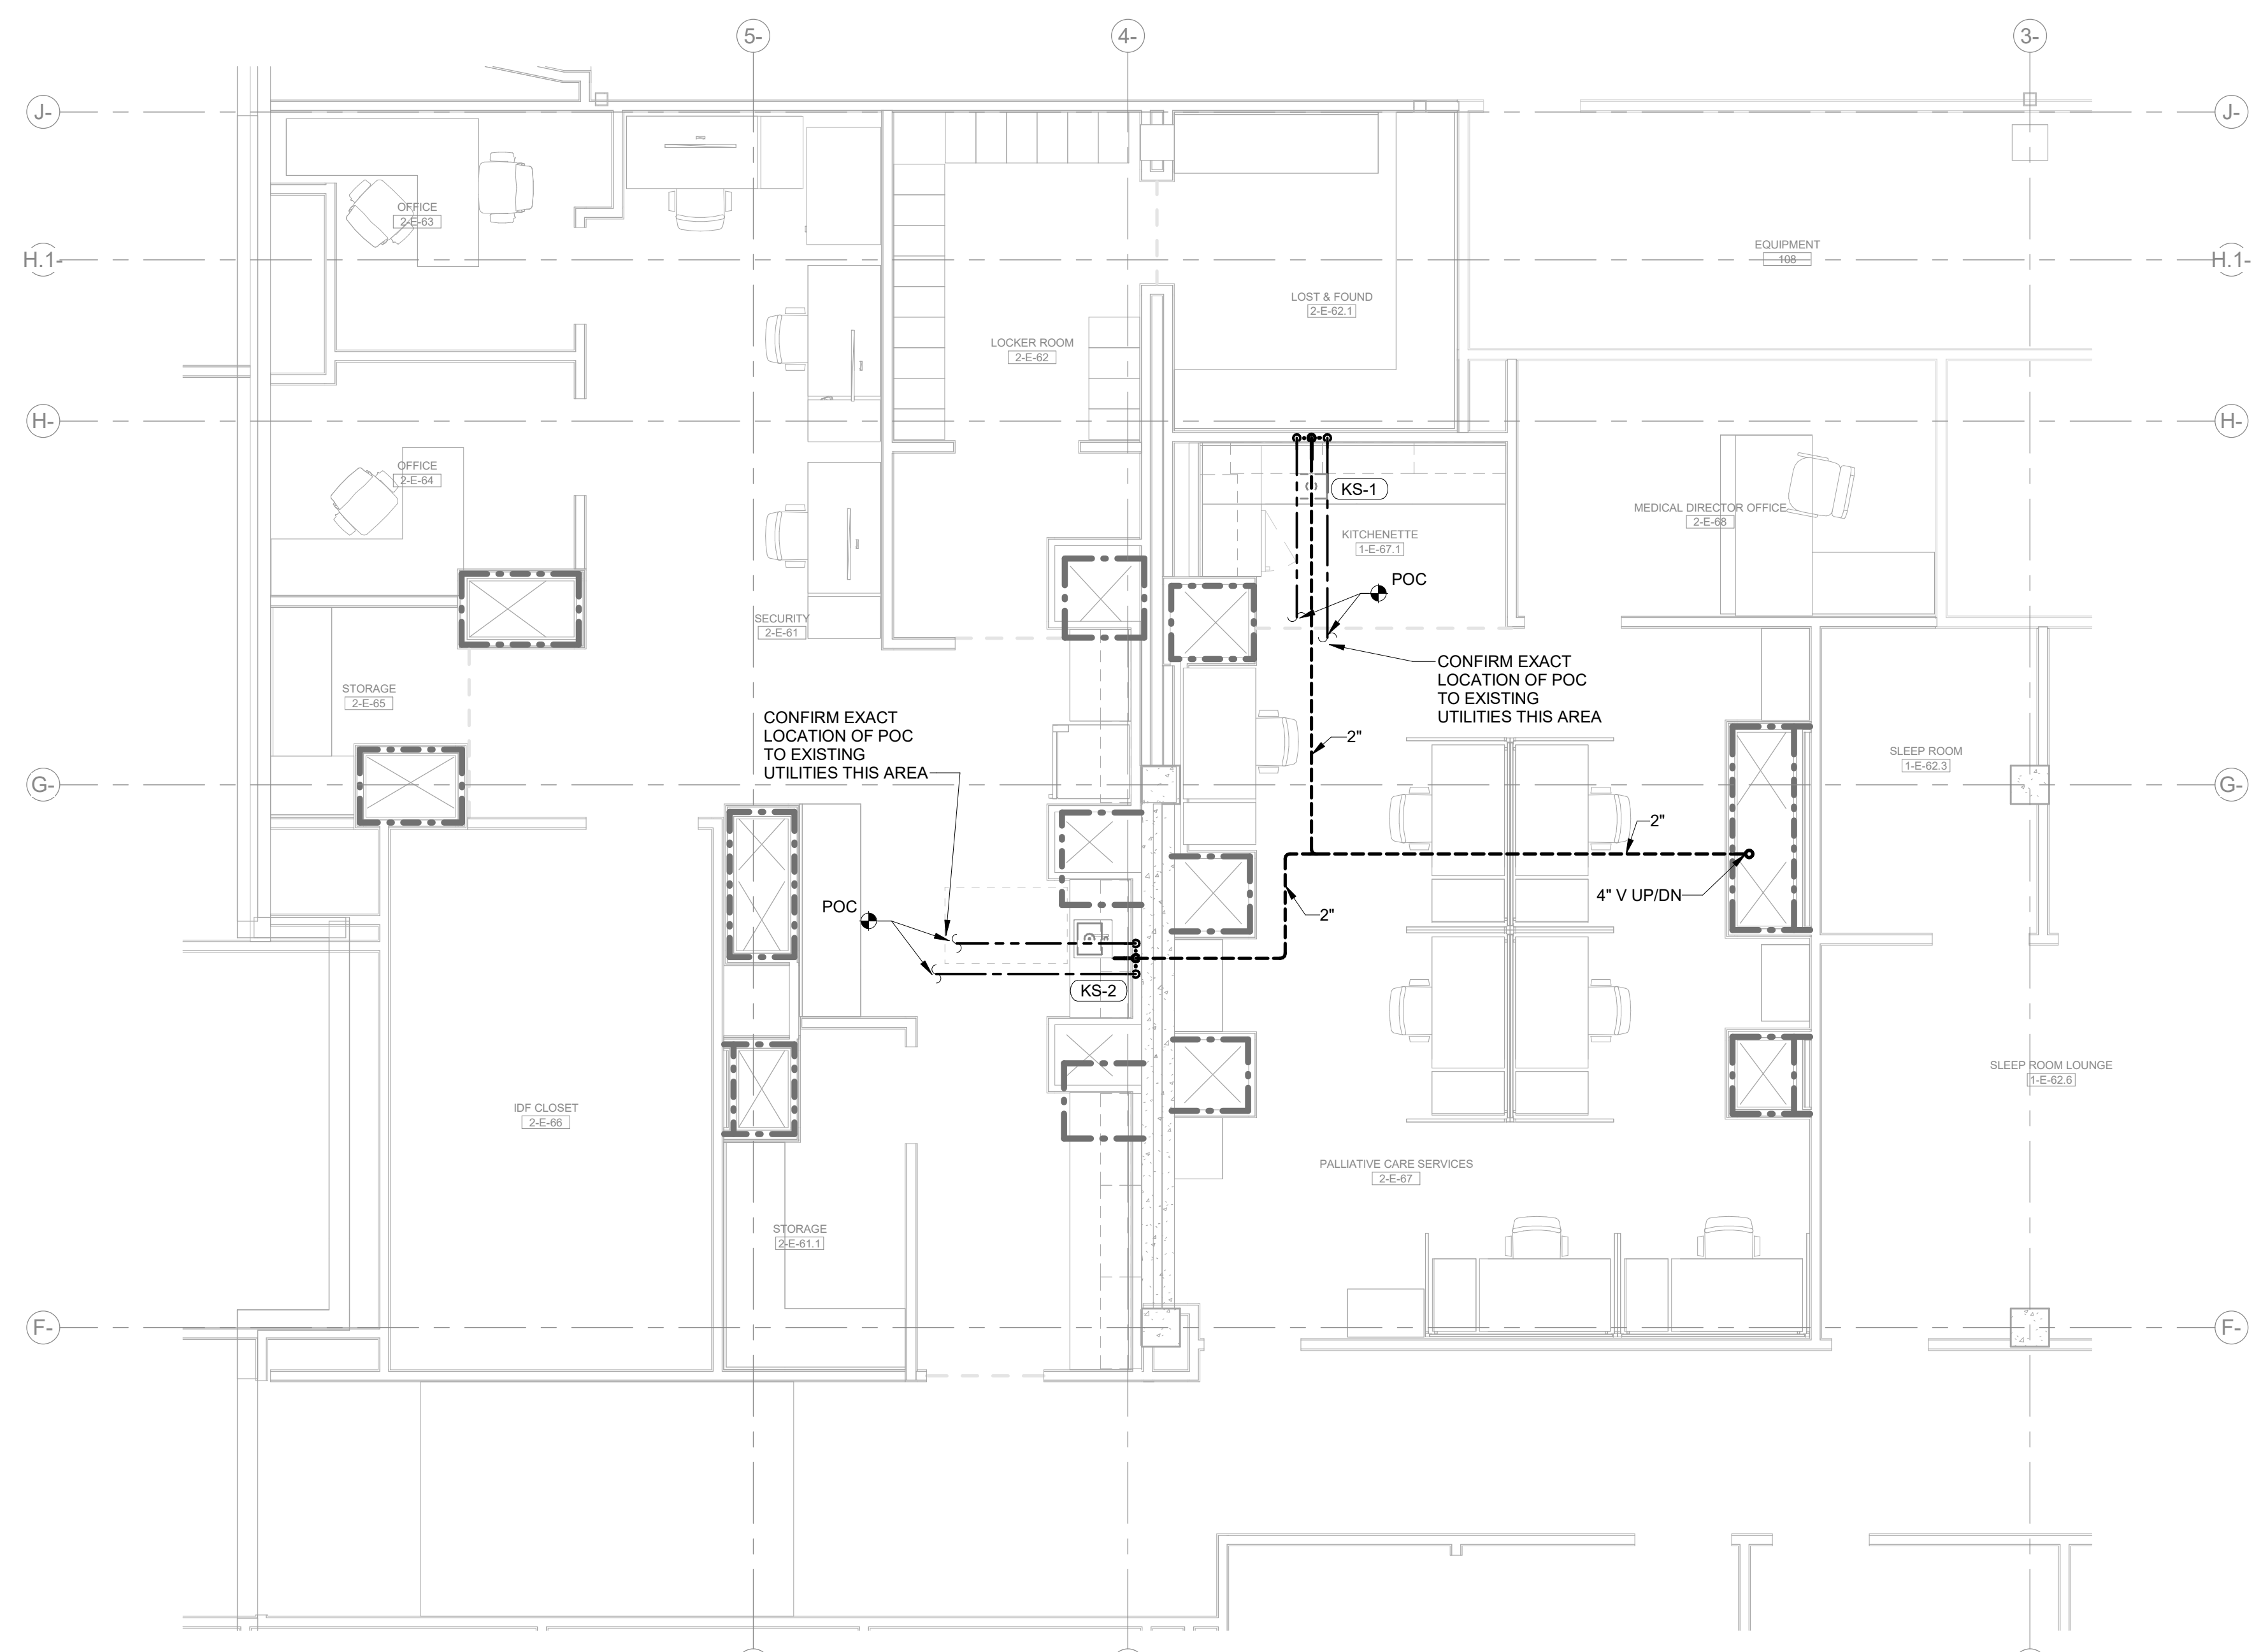 5-
4-
3-
J-
J-
OFFICE
2-E-63
H.1-
H.1-
EQUIPMENT
108
LOST & FOUND
2-E-62.1
LOCKER ROOM
2-E-62
H-
H-
OFFICE
2-E-64
KS-1
MEDICAL DIRECTOR OFFICE
2-E-68
KITCHENETTE
1-E-67.1
POC
SECURITY
2-E-61
CONFIRM EXACT
LOCATION OF POC
TO EXISTING
UTILITIES THIS AREA
STORAGE
2-E-65
CONFIRM EXACT
LOCATION OF POC
TO EXISTING
UTILITIES THIS AREA
2"
SLEEP ROOM
1-E-62.3
G-
G-
2"
4" V UP/DN
POC
2"
KS-2
SLEEP ROOM LOUNGE
1-E-62.6
IDF CLOSET
2-E-66
PALLIATIVE CARE SERVICES
2-E-67
STORAGE
2-E-61.1
F-
F-